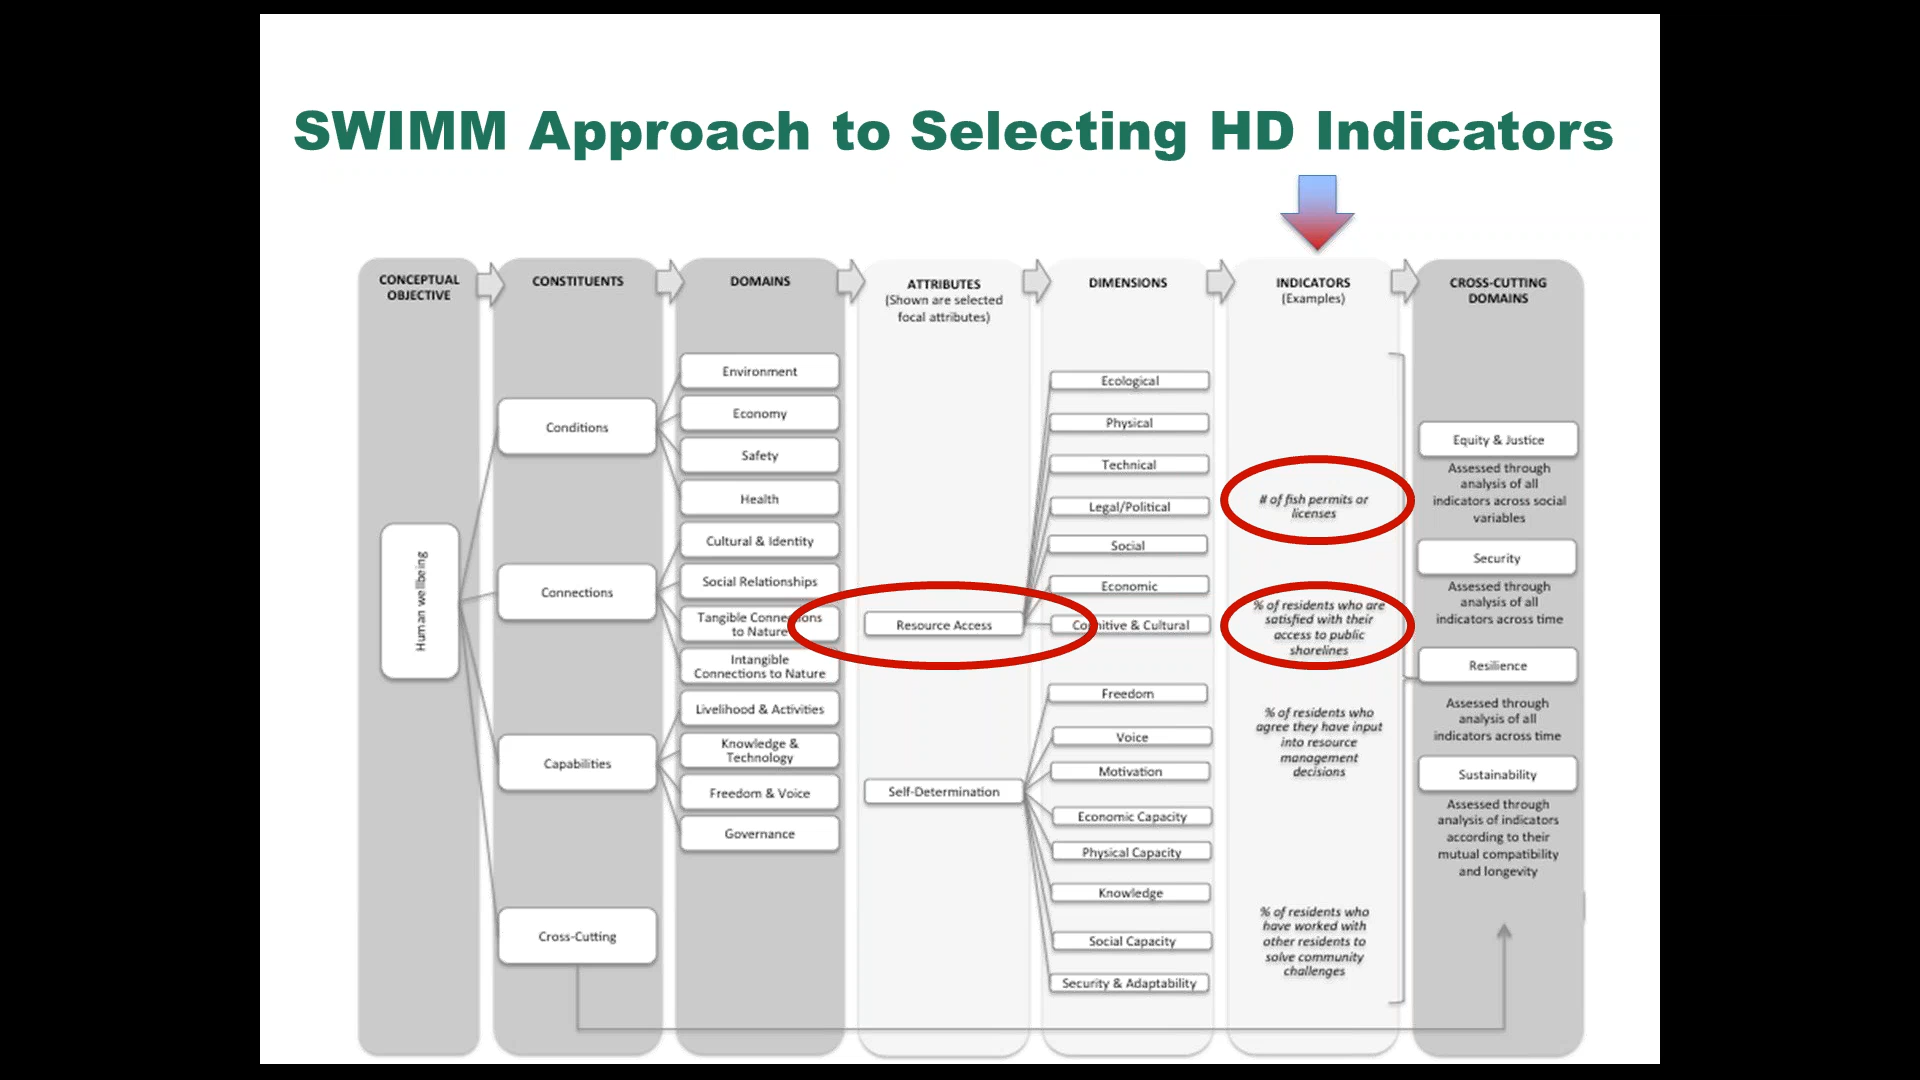 SWIMM Approach to Selecting HD Indicators
CONCEPTUAL
OBJECTIVE
Human wellbeing
CONSTITUENTS
Conditions
Connections
Capabilities
Cross-Cutting
DOMAINS
Environment
Economy
Safety
Health
Cultural & Identity
Social Relationships
Tangible Connections
to Nature
Intangible
Connections to Nature
Livelihood & Activities
Knowledge &
Technology
Freedom & Voice
Governance
ATTRIBUTES
(Shown are selected
focal attributes)
Resource Access
Self-Determination
DIMENSIONS
Ecological
Physical
Technical
Legal/Political
Social
Economic
Cognitive & Cultural
Freedom
Voice
Motivation
Economic Capacity
Physical Capacity
Knowledge
Social Capacity
Security & Adaptability
INDICATORS
(Examples)
# of fish permits or
licenses
% of residents who are
satisfied with their
access to public
shorelines
% of residents who
agree they have input
into resource
management
decisions
% of residents who
have worked with
other residents to
solve community
challenges
CROSS-CUTTING
DOMAINS
Equity & Justice
Assessed through
analysis of all
indicators across social
variables
Security
Assessed through
analysis of all
indicators across time
Resilience
Assessed through
analysis of all
indicators across time
Sustainability
Assessed through
analysis of indicators
according to their
mutual compatibility
and longevity